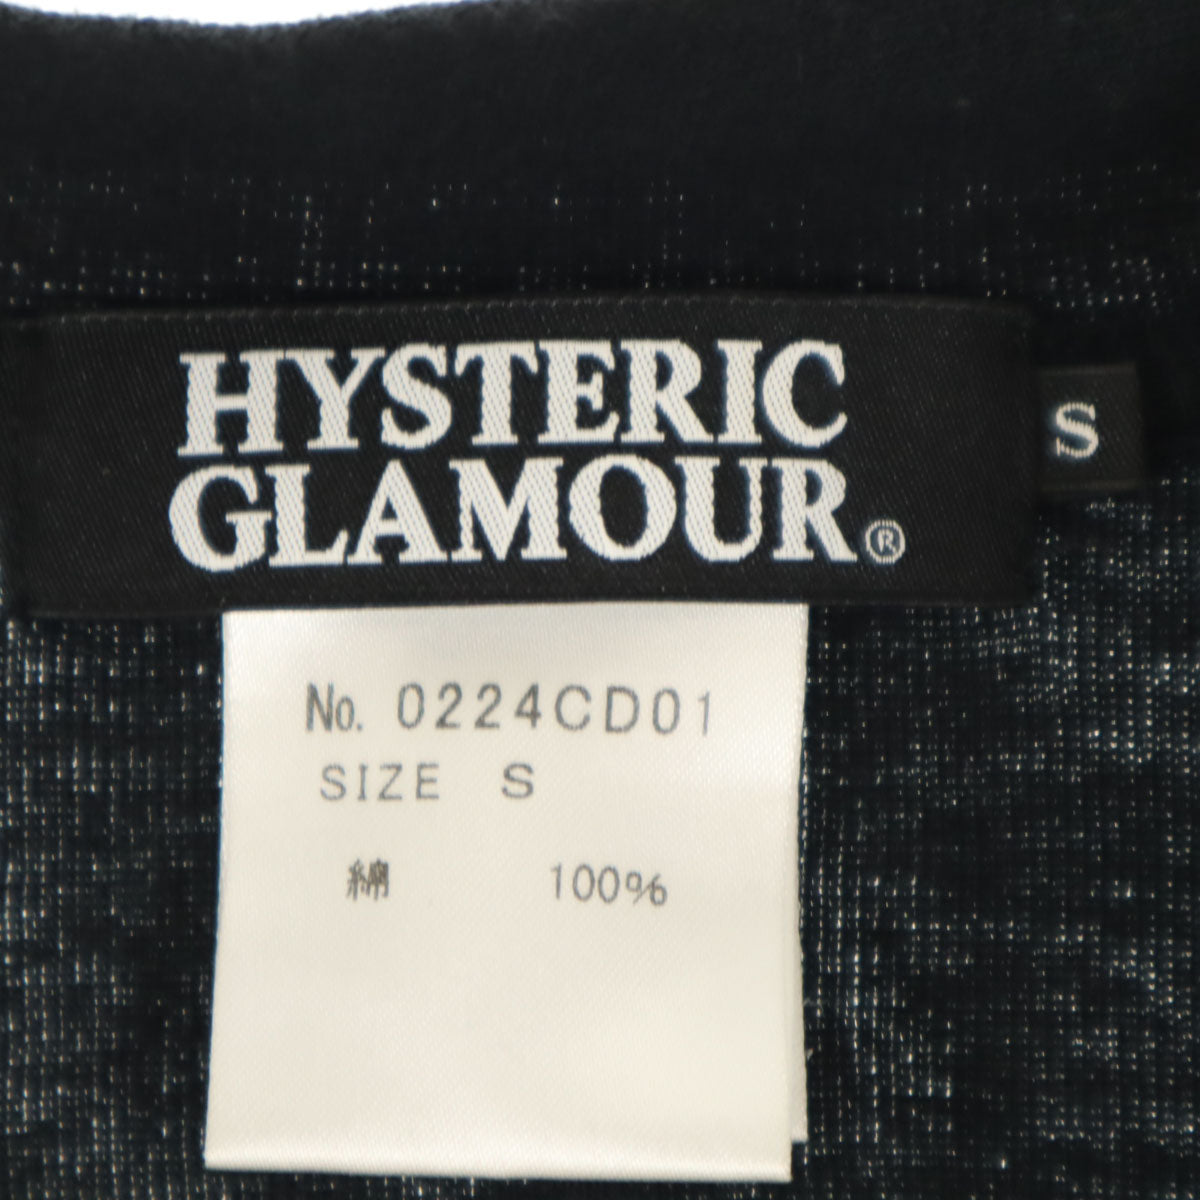 HYSTERIC
GLAMOUR®
S
No. 0224CD01
SIZE S
綿 100%